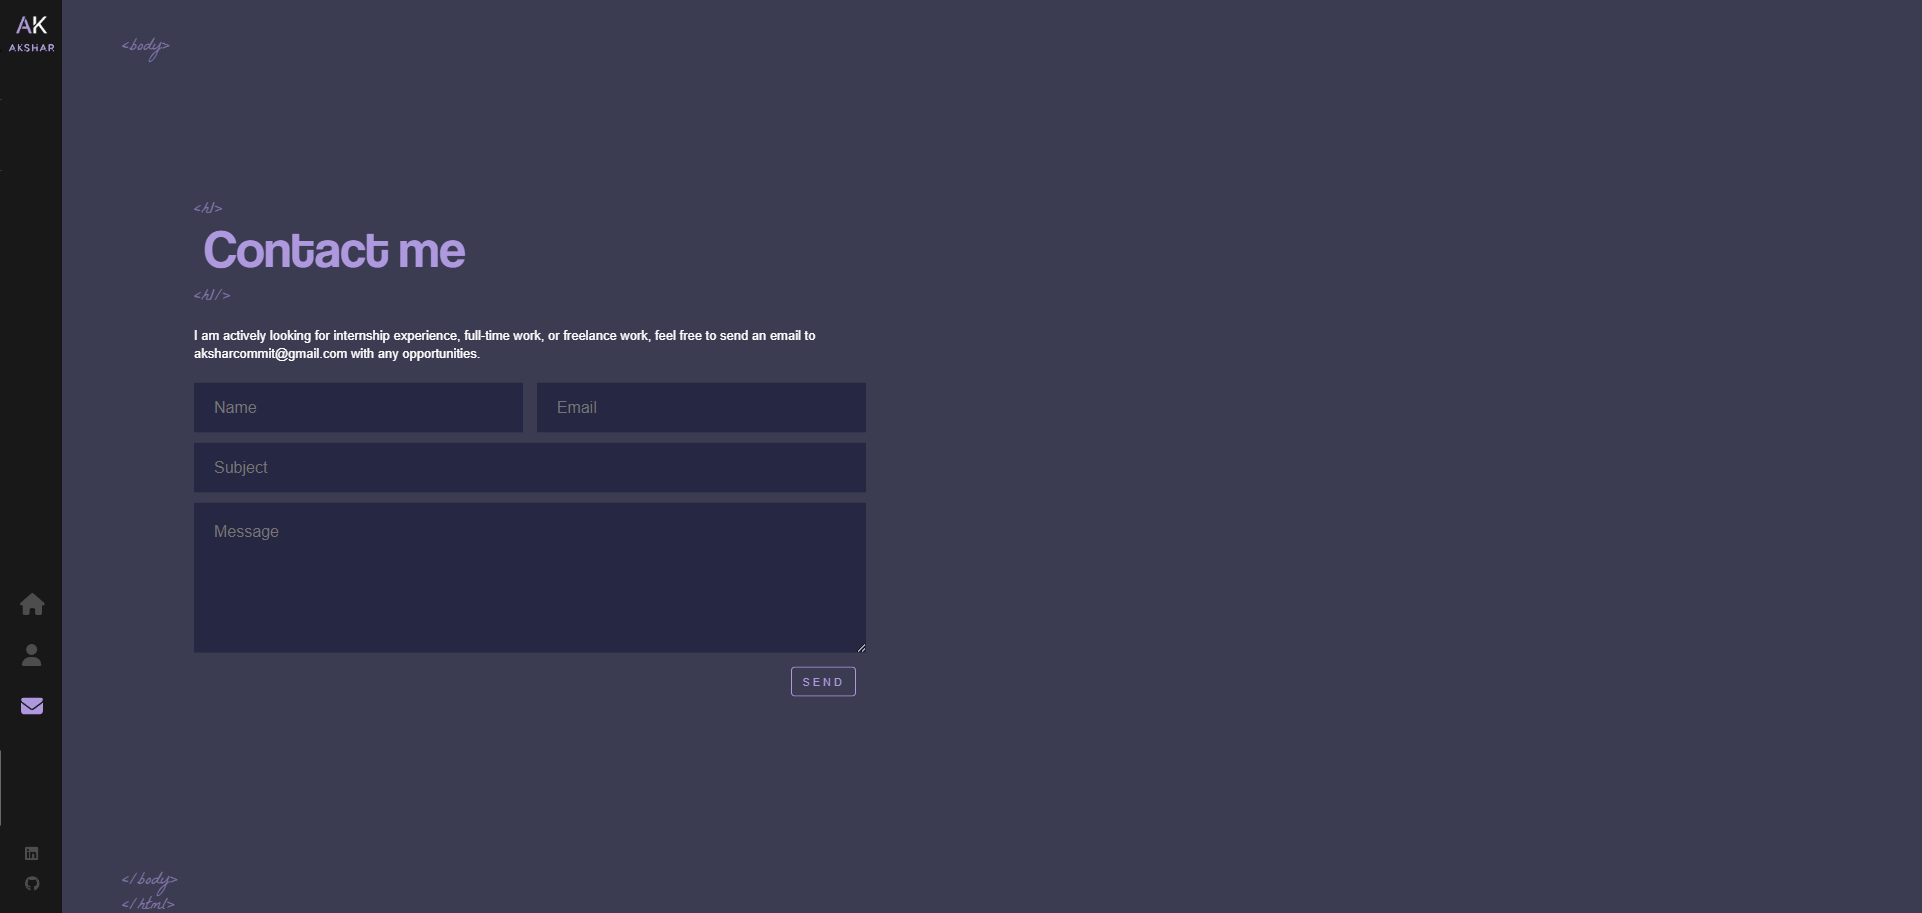 AK
AKSHAR
<body>
<h1>
Contact me
<h1/>
I am actively looking for internship experience, full-time work, or freelance work, feel free to send an email to
aksharcommit@gmail.com with any opportunities.
Name
Email
Subject
Message
SEND
</body>
</html>